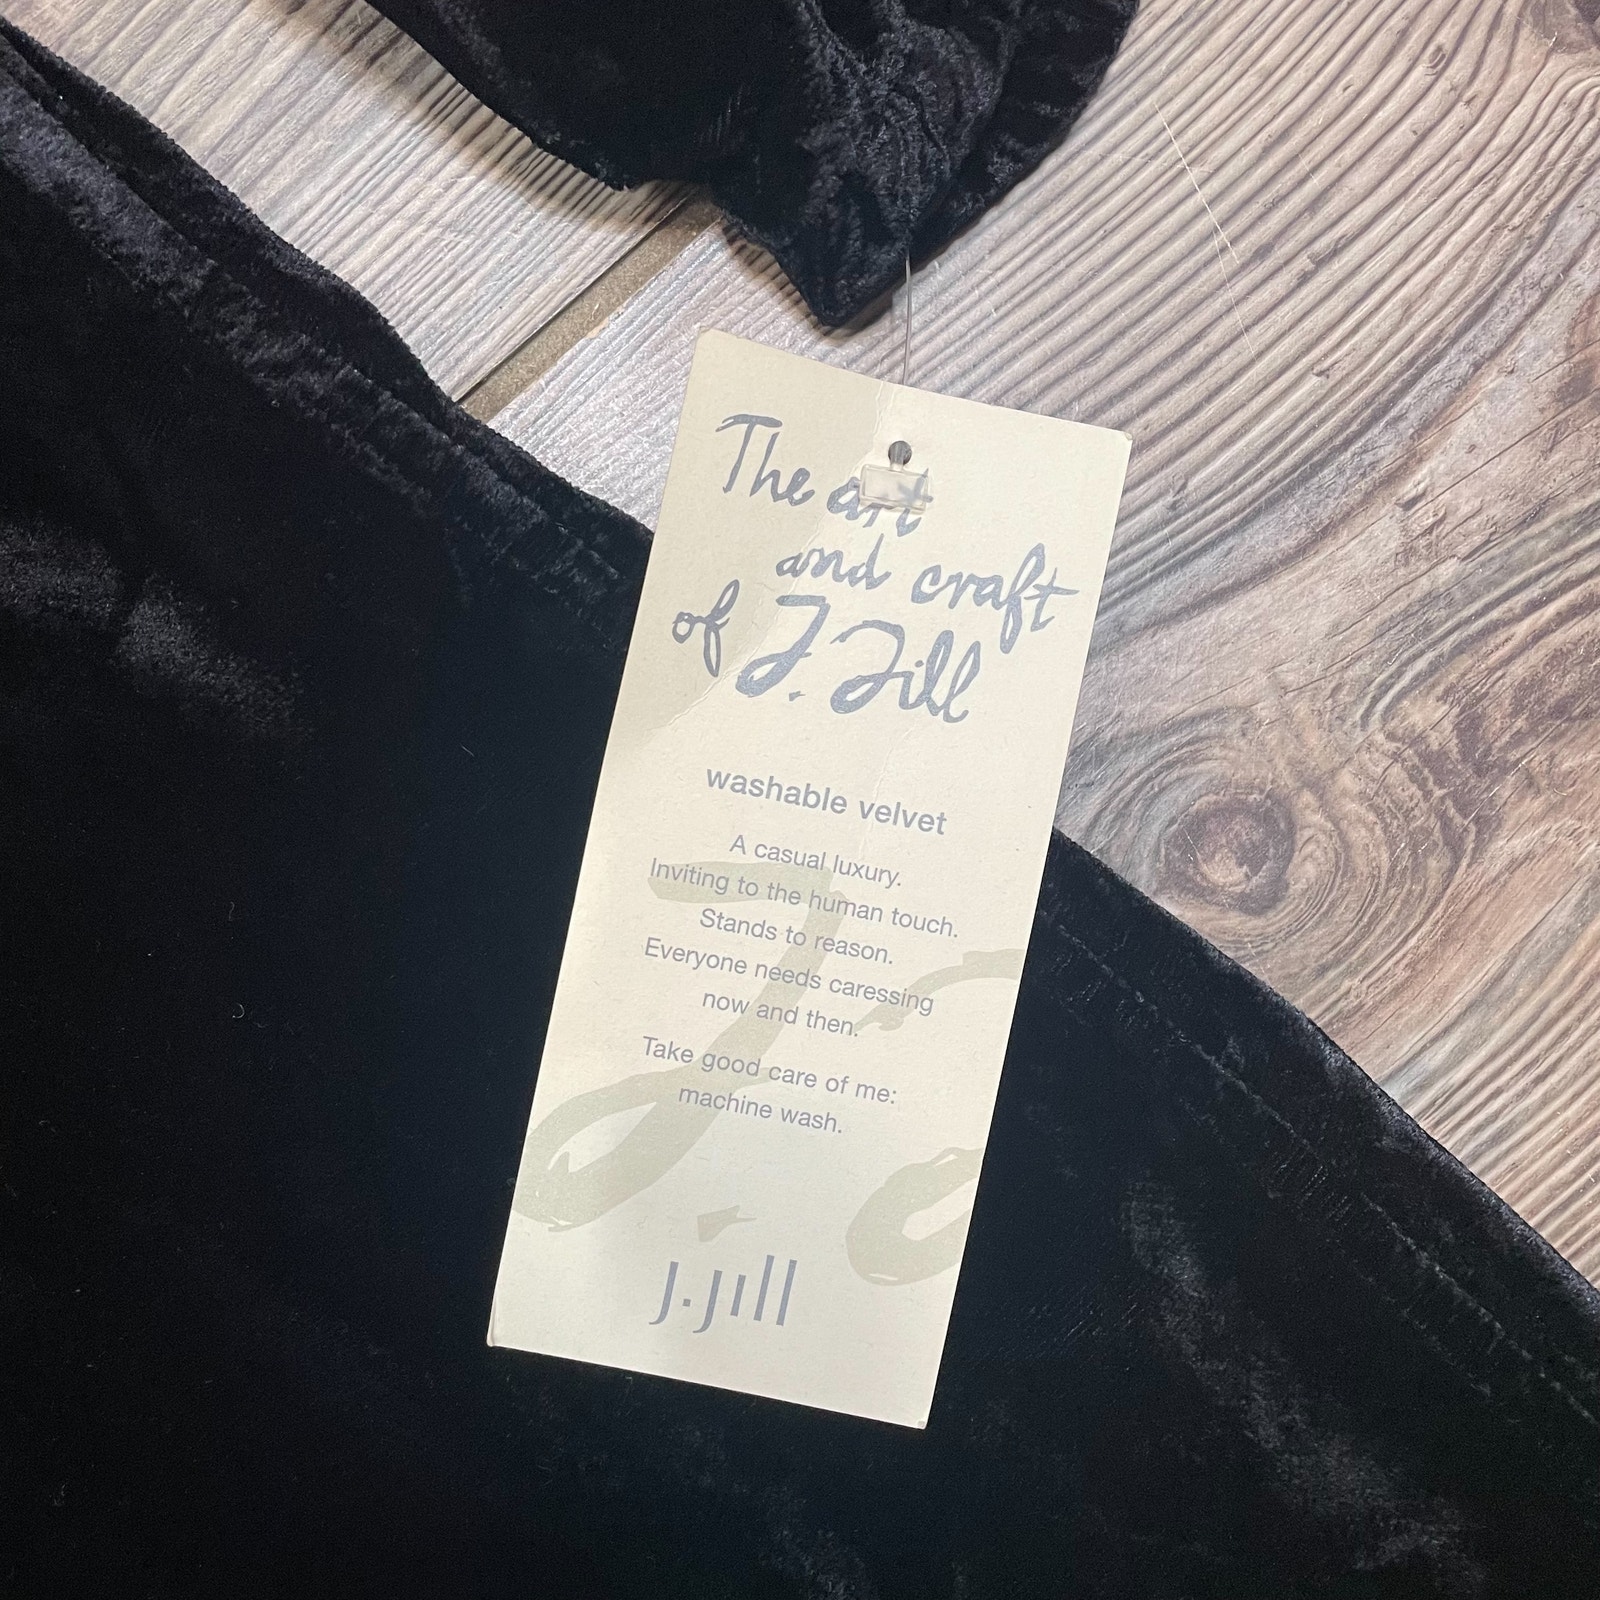 The art
and craft
of J. Jill
washable velvet
A casual luxury.
Inviting to the human touch.
Stands to reason.
Everyone needs caressing
now and then.
Take good care of me:
machine wash.
J.Jill